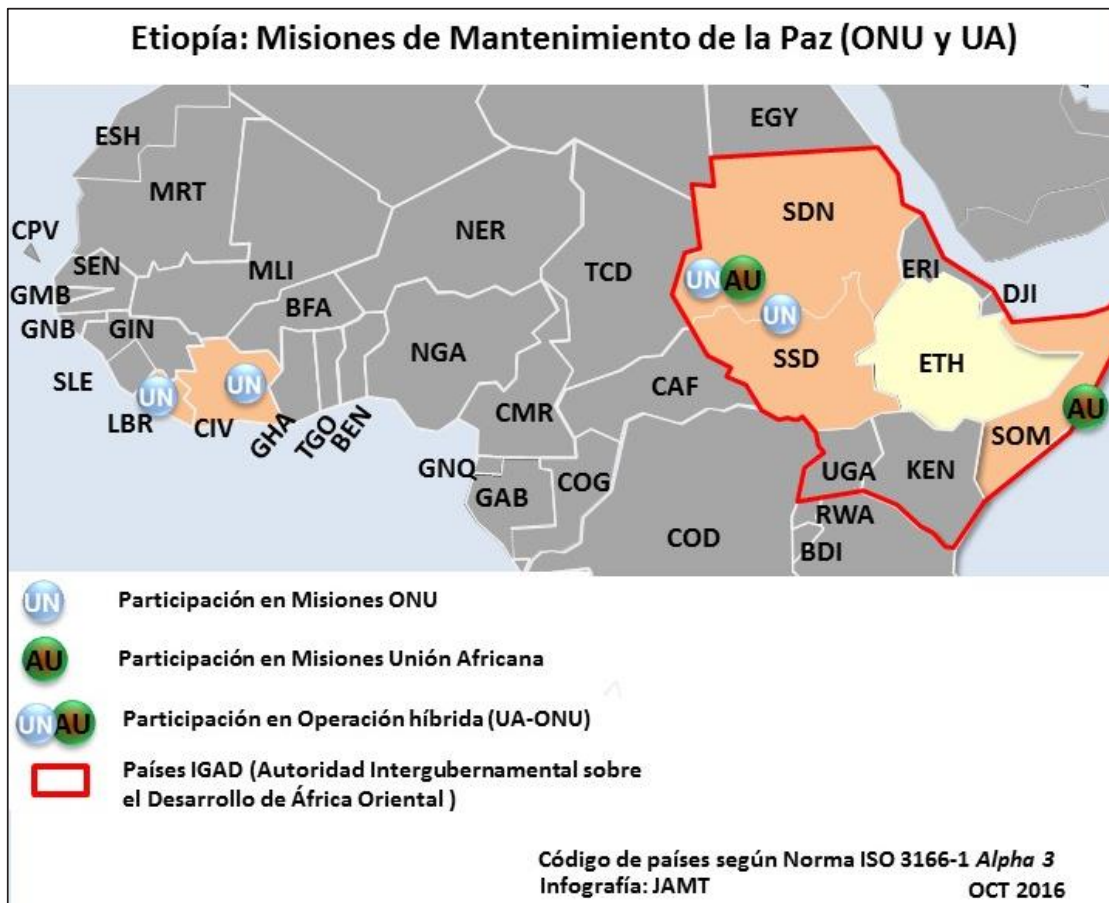 Etiopía: Misiones de Mantenimiento de la Paz (ONU y UA)
ESH
EGY
MRT
SDN
CPV
NER
SEN
MLI
TCD
ERI
GMB
UN AU
DJI
BFA
GNB
GIN
UN
NGA
SSD
ETH
SLE
UN
UN
CAF
AU
LBR
CIV
GHA
TGO
BEN
CMR
SOM
GNQ
UGA
KEN
GAB
COG
RWA
COD
BDI
UN Participación en Misiones ONU
AU Participación en Misiones Unión Africana
UN AU Participación en Operación híbrida (UA-ONU)
Países IGAD (Autoridad Intergubernamental sobre
el Desarrollo de África Oriental )
Código de países según Norma ISO 3166-1 Alpha 3
Infografía: JAMT OCT 2016